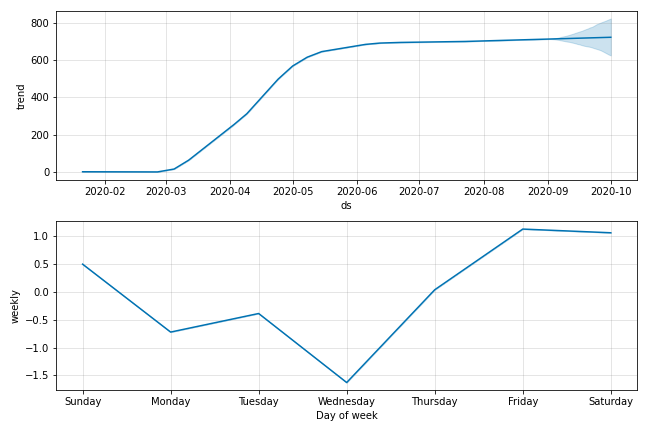 800
600
400
200
0
trend
2020-02 2020-03 2020-04 2020-05 2020-06 2020-07 2020-08 2020-09 2020-10
ds
1.0
0.5
0.0
−0.5
−1.0
−1.5
weekly
Sunday Monday Tuesday Wednesday Thursday Friday Saturday
Day of week